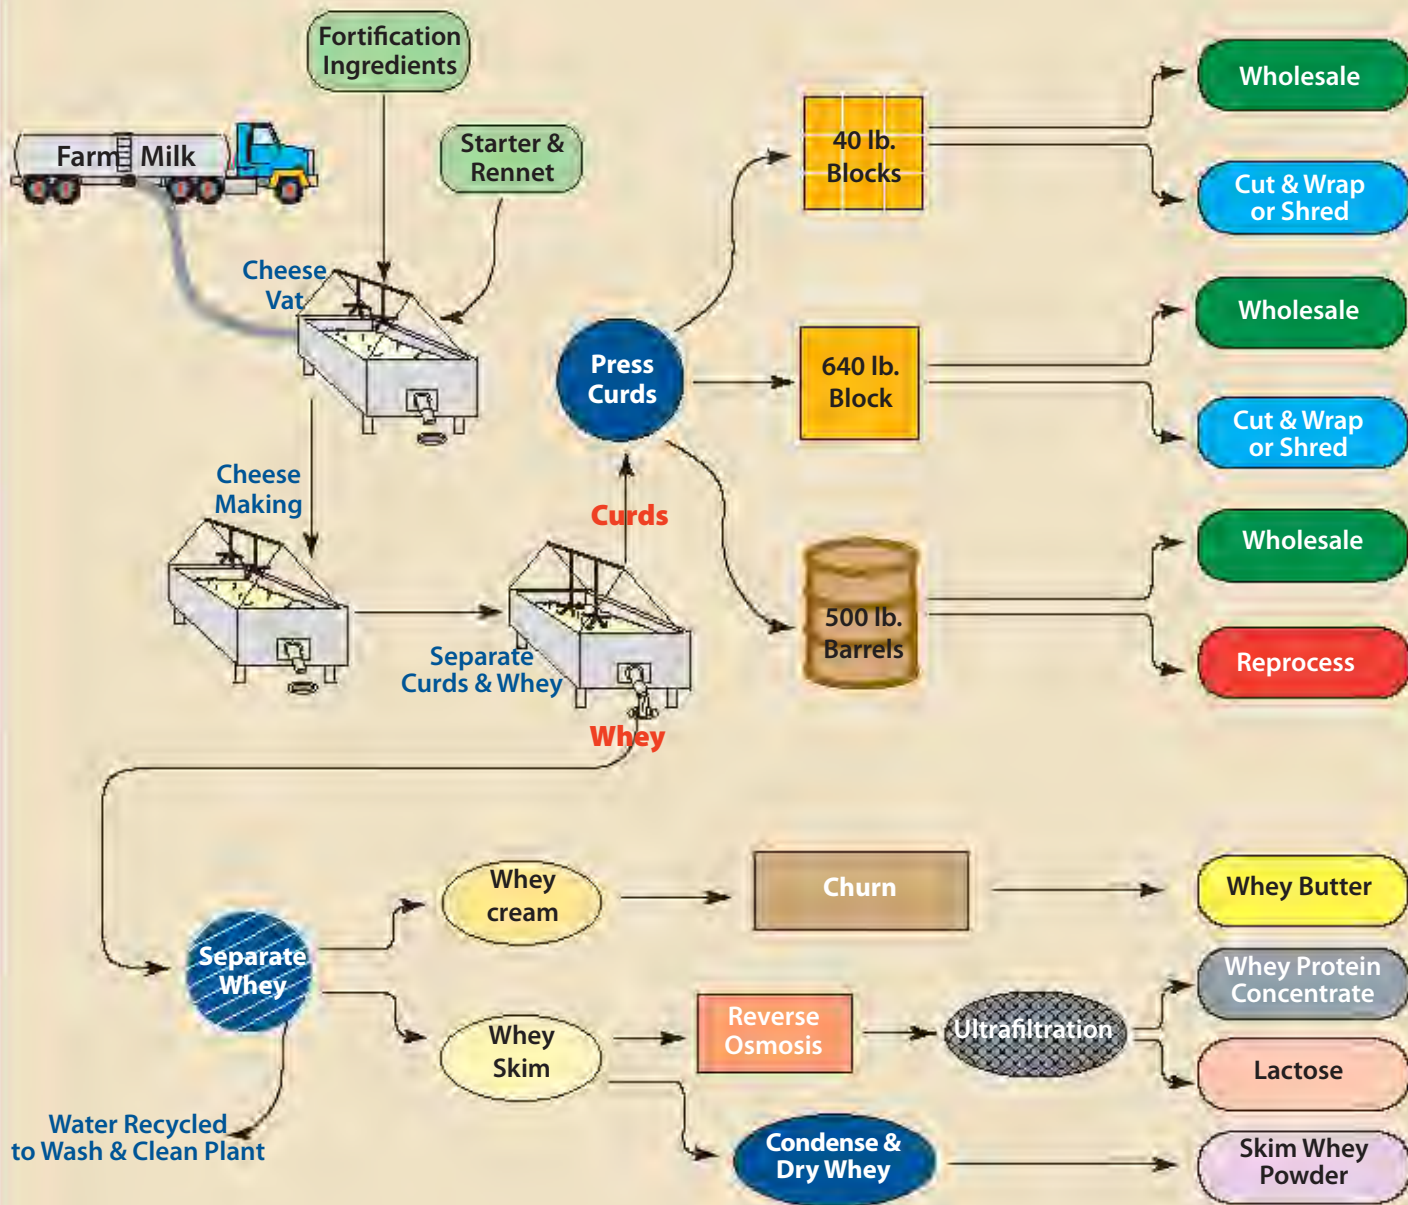 Fortification
Ingredients
Farm Milk
Starter &
Rennet
Cheese
Vat
Cheese
Making
Separate
Curds & Whey
Curds
Whey
Press
Curds
40 lb.
Blocks
Wholesale
Cut & Wrap
or Shred
640 lb.
Block
Wholesale
Cut & Wrap
or Shred
500 lb.
Barrels
Wholesale
Reprocess
Separate
Whey
Water Recycled
to Wash & Clean Plant
Whey
cream
Churn
Whey Butter
Whey
Skim
Reverse
Osmosis
Ultrafiltration
Whey Protein
Concentrate
Lactose
Condense &
Dry Whey
Skim Whey
Powder